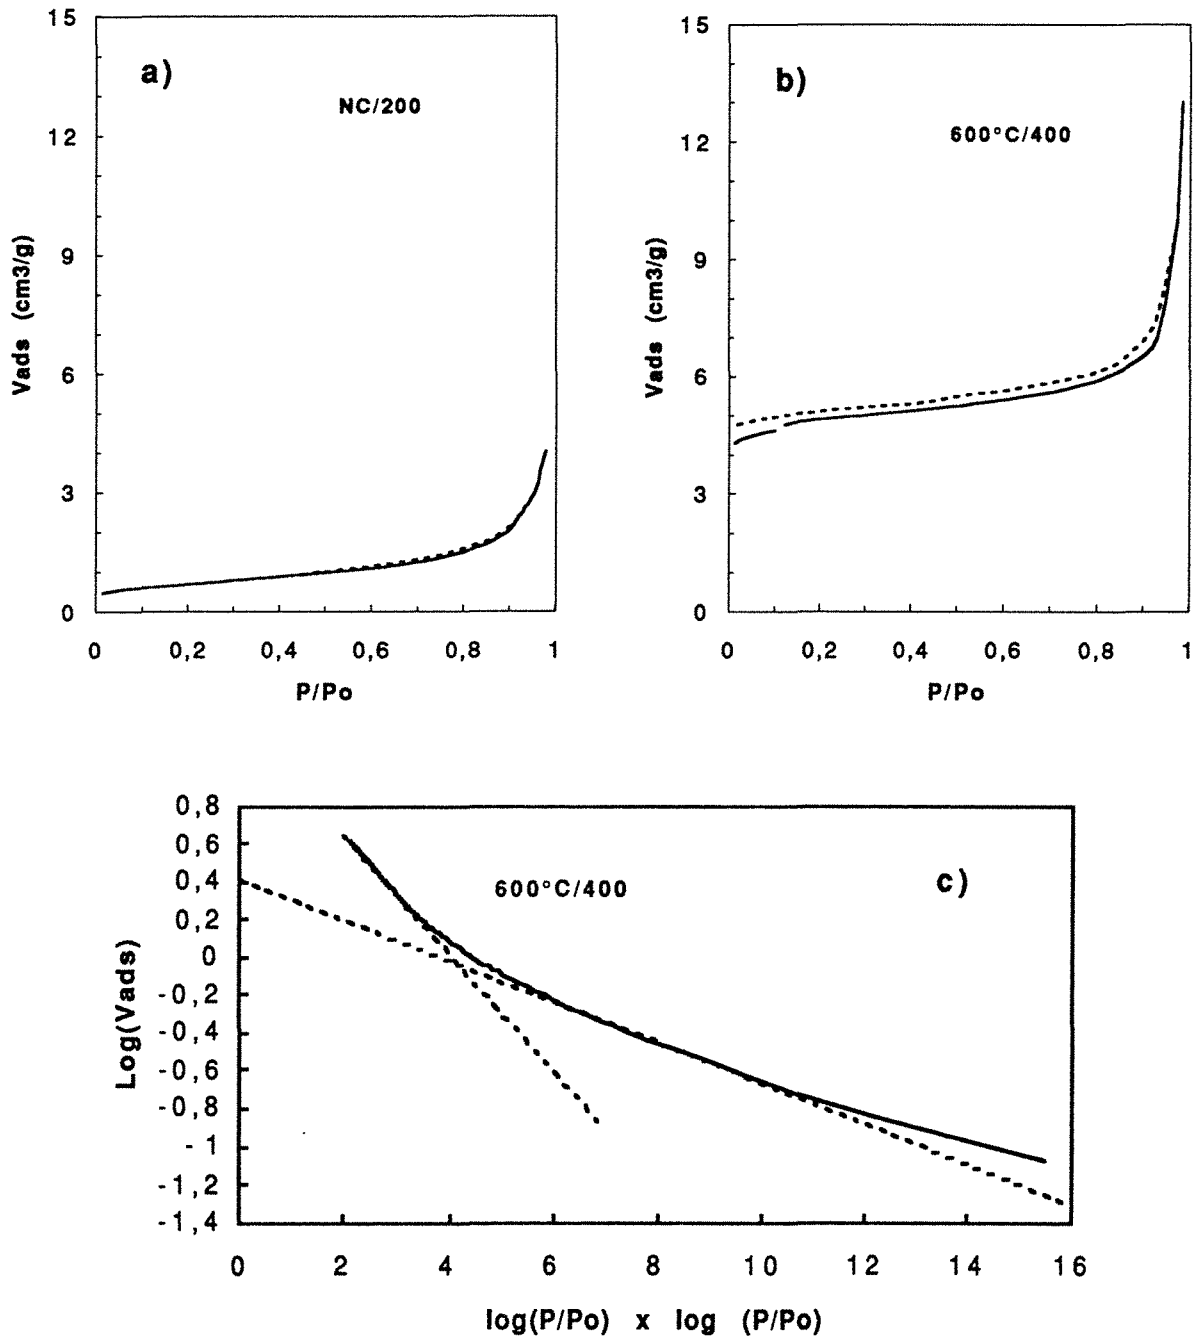 15
12
9
6
3
0
Vads (cm3/g)
a)
NC/200
0 0,2 0,4 0,6 0,8 1
P/Po
15
12
9
6
3
0
Vads (cm3/g)
b)
600°C/400
0 0,2 0,4 0,6 0,8 1
P/Po
0,8
0,6
0,4
0,2
0
-0,2
-0,4
-0,6
-0,8
-1
-1,2
-1,4
Log(Vads)
600°C/400
c)
0 2 4 6 8 10 12 14 16
log(P/Po) x log (P/Po)